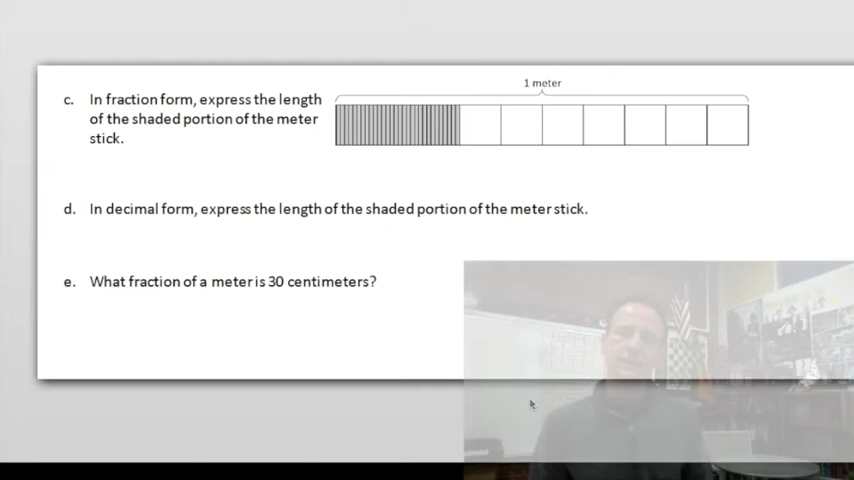 1 meter
c. In fraction form, express the length
of the shaded portion of the meter
stick.
d. In decimal form, express the length of the shaded portion of the meter stick.
e. What fraction of a meter is 30 centimeters?